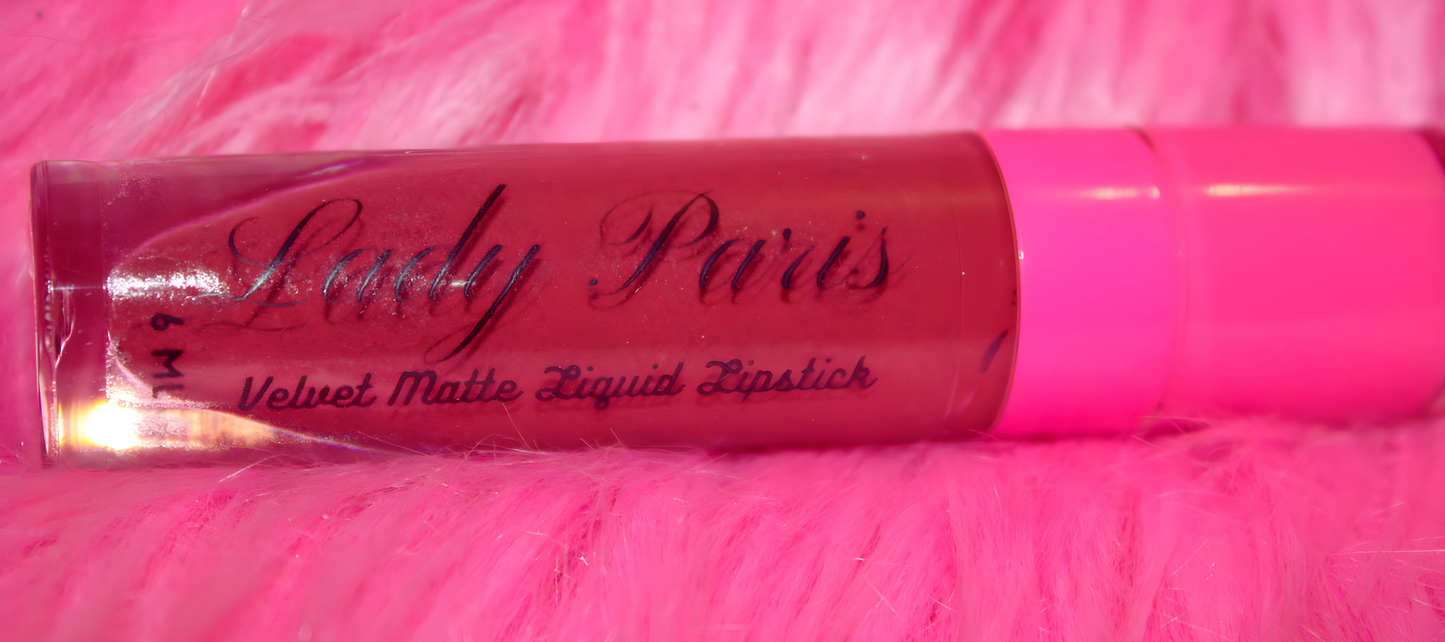 Lady Paris
Velvet Matte Liquid Lipstick
6 ML